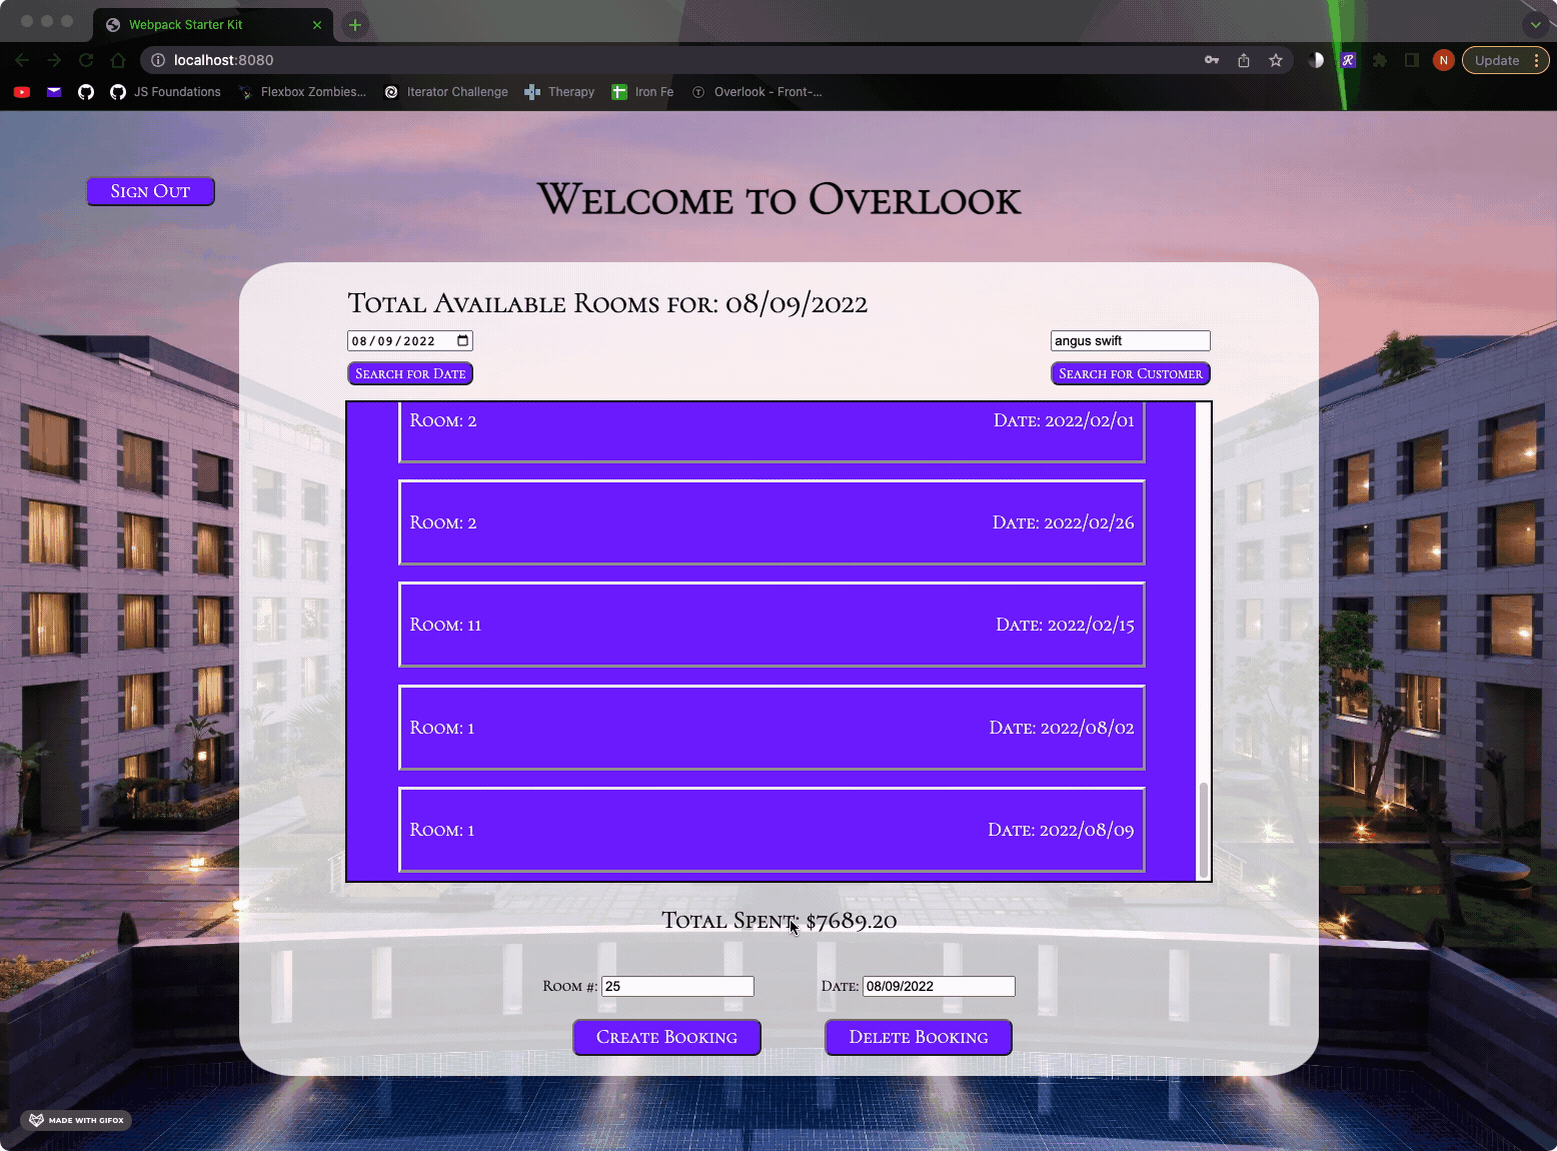 Webpack Starter Kit
localhost:8080
Update
N
JS Foundations
Flexbox Zombies...
Iterator Challenge
Therapy
Iron Fe
Overlook - Front-...
Sign Out
Welcome to Overlook
Total Available Rooms for: 08/09/2022
08/09/2022
angus swift
Search for Date
Search for Customer
Room: 2 Date: 2022/02/01
Room: 2 Date: 2022/02/26
Room: 11 Date: 2022/02/15
Room: 1 Date: 2022/08/02
Room: 1 Date: 2022/08/09
Total Spent: $7689.20
Room #: 25 Date: 08/09/2022
Create Booking
Delete Booking
MADE WITH GIFOX